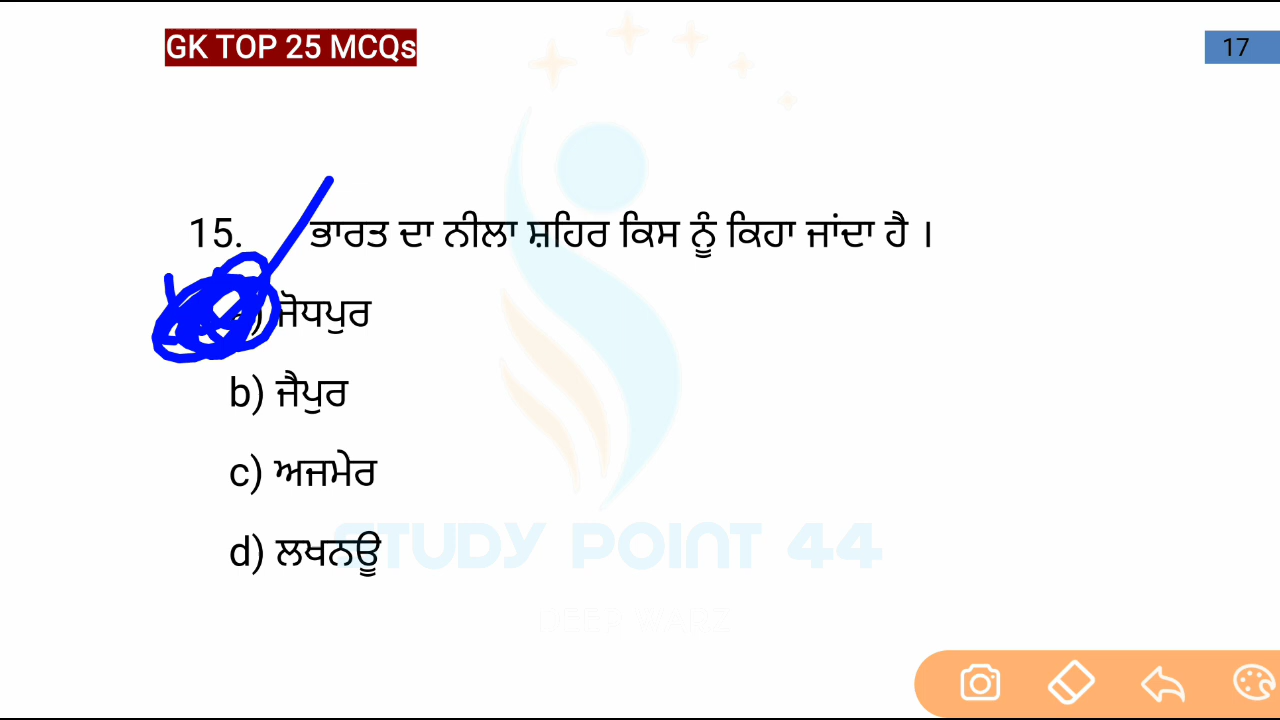 GK TOP 25 MCQs
17
15. ਭਾਰਤ ਦਾ ਨੀਲਾ ਸ਼ਹਿਰ ਕਿਸ ਨੂੰ ਕਿਹਾ ਜਾਂਦਾ ਹੈ ।
ਜੋਧਪੁਰ
b) ਜੈਪੁਰ
c) ਅਜਮੇਰ
d) ਲਖਨਊ
STUDY POINT 44